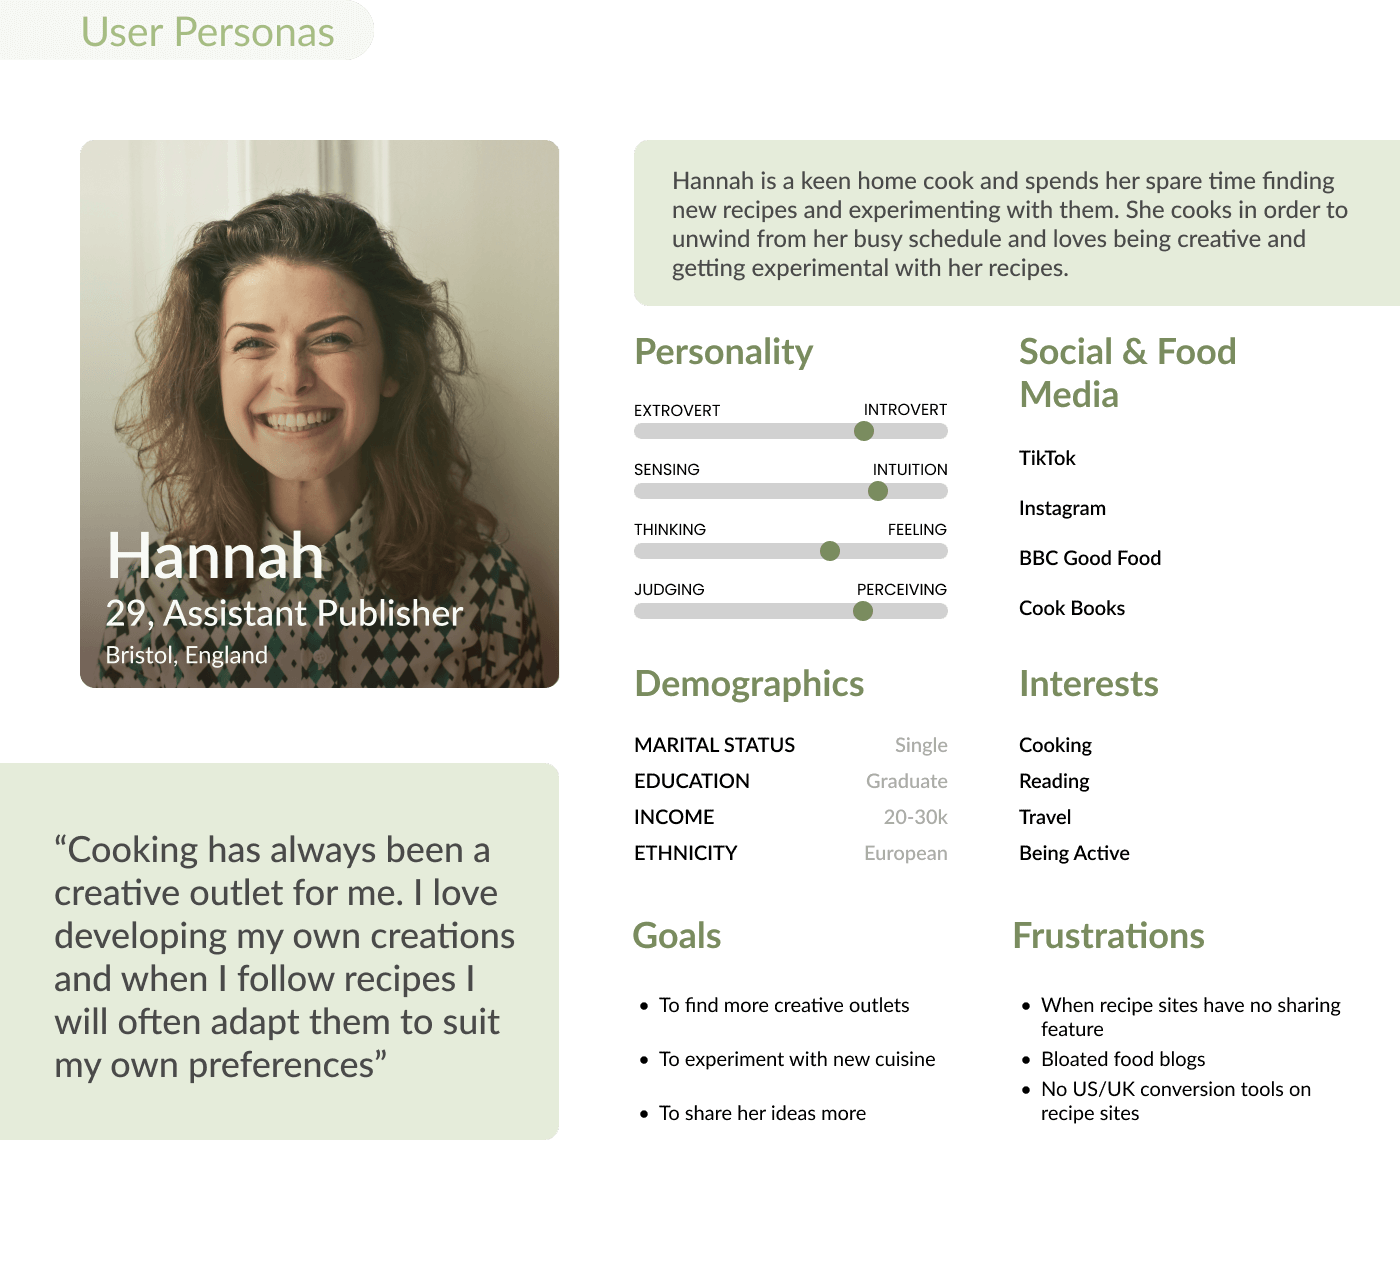 User Personas
Hannah
29, Assistant Publisher
Bristol, England
“Cooking has always been a
creative outlet for me. I love
developing my own creations
and when I follow recipes I
will often adapt them to suit
my own preferences”
Hannah is a keen home cook and spends her spare time finding
new recipes and experimenting with them. She cooks in order to
unwind from her busy schedule and loves being creative and
getting experimental with her recipes.
Personality
EXTROVERT INTROVERT
SENSING INTUITION
THINKING FEELING
JUDGING PERCEIVING
Social & Food
Media
TikTok
Instagram
BBC Good Food
Cook Books
Demographics
MARITAL STATUS Single
EDUCATION Graduate
INCOME 20-30k
ETHNICITY European
Interests
Cooking
Reading
Travel
Being Active
Goals
• To find more creative outlets
• To experiment with new cuisine
• To share her ideas more
Frustrations
• When recipe sites have no sharing
feature
• Bloated food blogs
• No US/UK conversion tools on
recipe sites